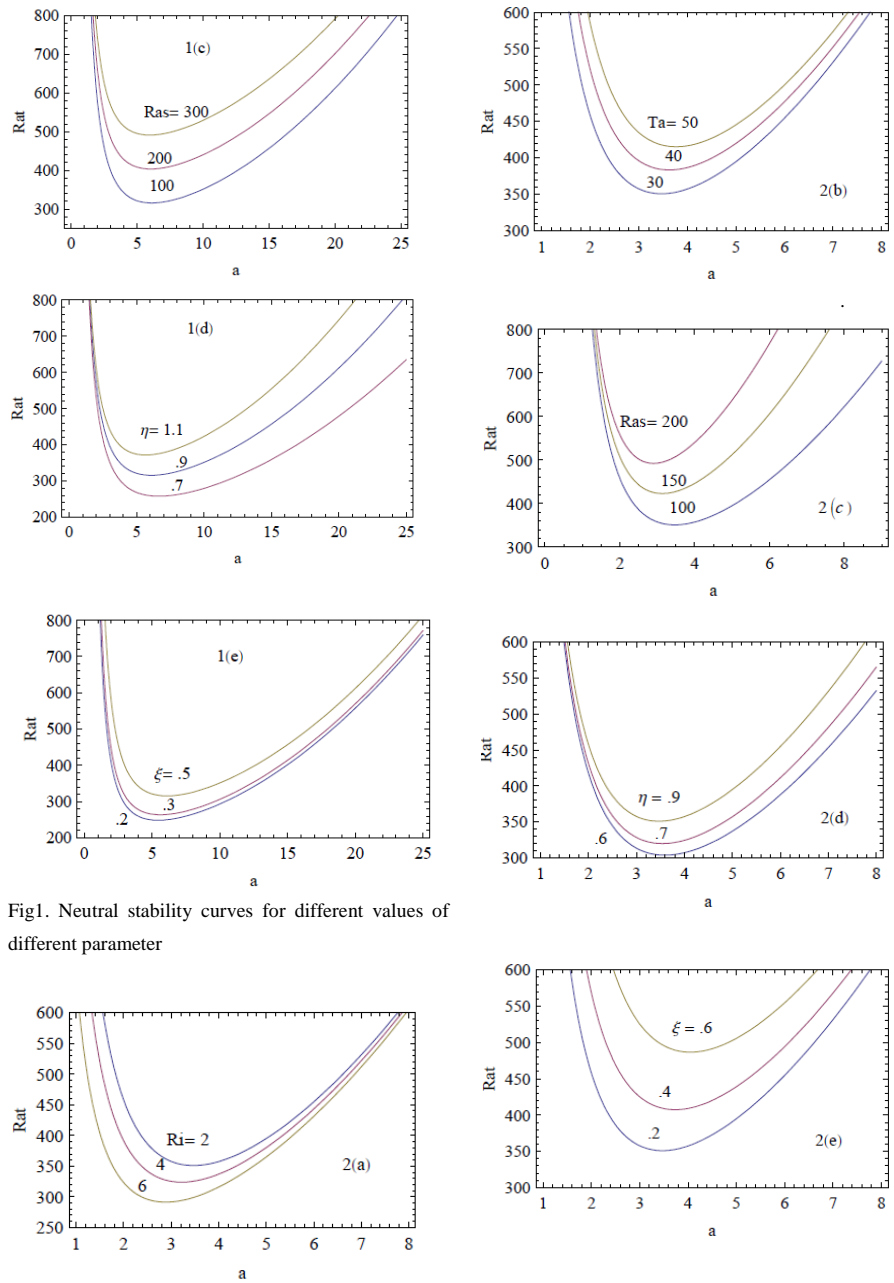 800
700
600
500
400
300
Rat
1(c)
Ras= 300
200
100
0 5 10 15 20 25
a
800
700
600
500
400
300
200
Rat
1(d)
η= 1.1
.9
.7
0 5 10 15 20 25
a
800
700
600
500
400
300
200
Rat
1(e)
ξ= .5
.3
.2
0 5 10 15 20 25
a
Fig1. Neutral stability curves for different values of
different parameter
600
550
500
450
400
350
300
250
Rat
Ri= 2
4
6
2(a)
1 2 3 4 5 6 7 8
a
600
550
500
450
400
350
300
Rat
Ta= 50
40
30
2(b)
1 2 3 4 5 6 7 8
a
.
800
700
600
500
400
300
Rat
Ras= 200
150
100
2(c)
0 2 4 6 8
a
600
550
500
450
400
350
300
Rat
η = .9
.7
.6
2(d)
1 2 3 4 5 6 7 8
a
600
550
500
450
400
350
300
Rat
ξ = .6
.4
.2
2(e)
1 2 3 4 5 6 7 8
a